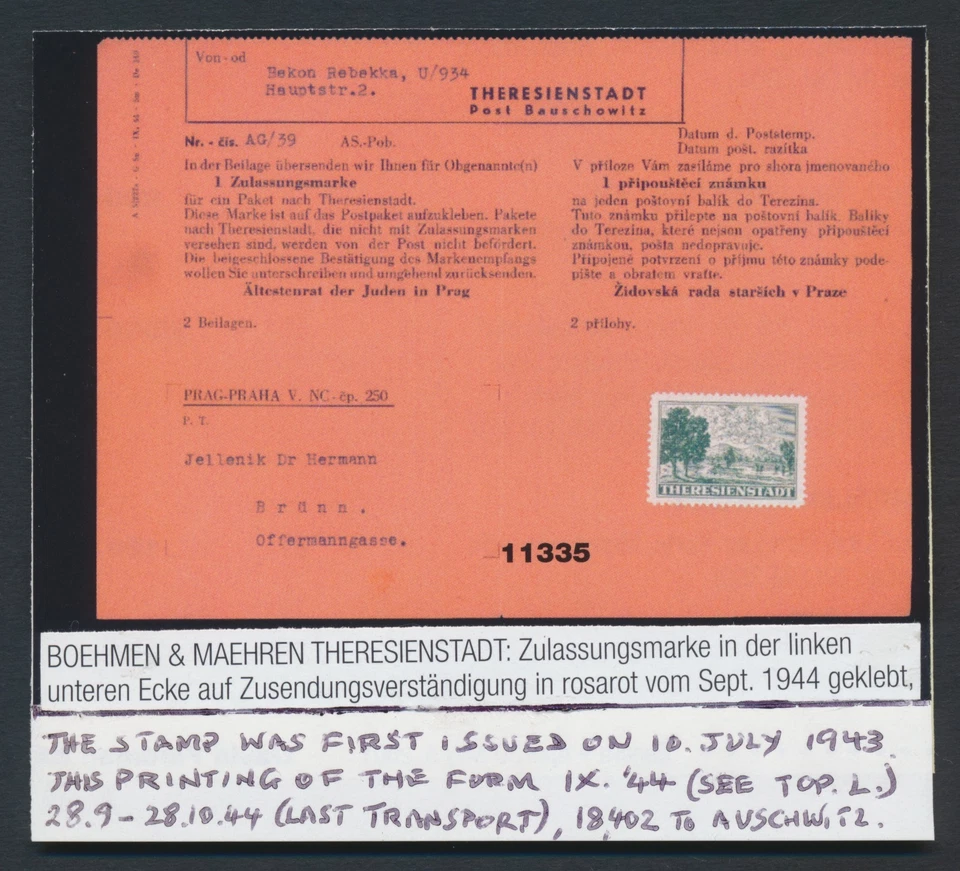 Von-od
Bekon Rebekka, U/934
Hauptstr.2.
THERESIENSTADT
Post Bauschowitz
Nr. - čís. AG/39 AS.-Pob.
Datum d. Poststemp.
Datum pošt. razítka
In der Beilage übersenden wir Ihnen für Obgenannte(n)
1 Zulassungsmarke
für ein Paket nach Theresienstadt.
Diese Marke ist auf das Postpaket aufzukleben. Pakete
nach Theresienstadt, die nicht mit Zulassungsmarken
versehen sind, werden von der Post nicht befördert.
Die beigeschlossene Bestätigung des Markenempfangs
wollen Sie unterschreiben und umgehend zurücksenden.
Ältestenrat der Juden in Prag
2 Beilagen.
V příloze Vám zasíláme pro shora jmenovaného
1 připouštěcí známku
na jeden poštovní balík do Terezína.
Tuto známku přilepte na poštovní balík. Balíky
do Terezína, které nejsou opatřeny připouštěcí
známkou, pošta nedopravuje.
Připojené potvrzení o příjmu této známky pode-
pište a obratem vraťte.
Židovská rada starších v Praze
2 přílohy.
PRAG-PRAHA V. NC-čp. 250
P. T.
Jellenik Dr Hermann
Brünn.
Offermanngasse.
THERESIENSTADT
11335
BOEHMEN & MAEHREN THERESIENSTADT: Zulassungsmarke in der linken
unteren Ecke auf Zusendungsverständigung in rosarot vom Sept. 1944 geklebt,
THE STAMP WAS FIRST ISSUED ON 10. JULY 1943
THIS PRINTING OF THE FORM IX. '44 (SEE TOP. L.)
28.9 - 28.10.44 (LAST TRANSPORT), 18402 TO AUSCHWITZ.